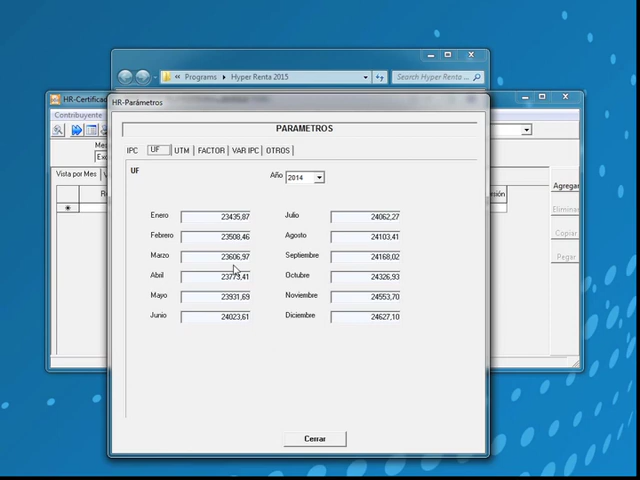 Programs
Hyper Renta 2015
Search Hyper Renta ...
HR-Certificad
HR-Parámetros
Contribuyente
PARAMETROS
IPC UF UTM FACTOR VAR IPC OTROS
Mes
Vista por Mes
UF
Año 2014
Agregar
Eliminar
Copiar
Pegar
Enero 23435,87 Julio 24062,27
Febrero 23508,46 Agosto 24103,41
Marzo 23606,97 Septiembre 24168,02
Abril 23773,41 Octubre 24326,93
Mayo 23931,69 Noviembre 24553,70
Junio 24023,61 Diciembre 24627,10
Cerrar